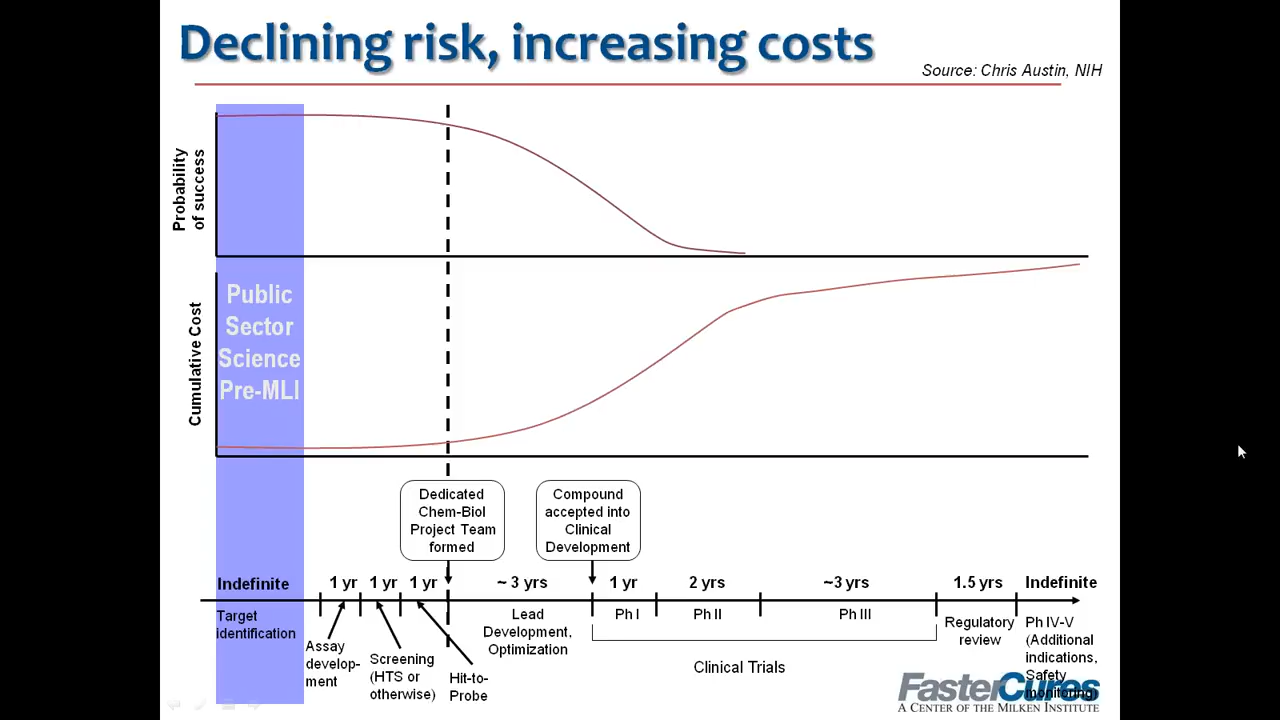 Declining risk, increasing costs
Source: Chris Austin, NIH
Probability
of success
Cumulative Cost
Public
Sector
Science
Pre-MLI
Dedicated
Chem-Biol
Project Team
formed
Compound
accepted into
Clinical
Development
Indefinite
1 yr
1 yr
1 yr
~ 3 yrs
1 yr
2 yrs
~3 yrs
1.5 yrs
Indefinite
Target
identification
Assay
develop-
ment
Screening
(HTS or
otherwise)
Hit-to-
Probe
Lead
Development,
Optimization
Ph I
Ph II
Ph III
Clinical Trials
Regulatory
review
Ph IV-V
(Additional
indications,
Safety
monitoring)
FasterCures
A CENTER OF THE MILKEN INSTITUTE